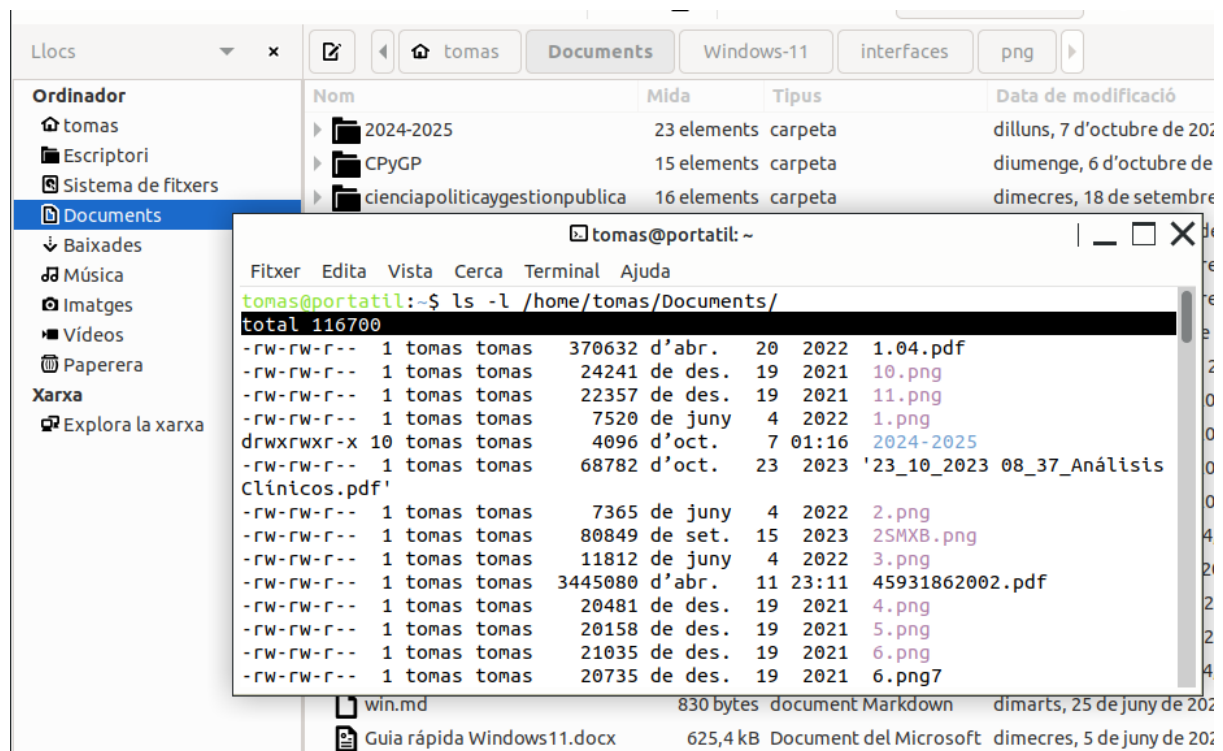 Llocs
tomas Documents Windows-11 interfaces png
Ordinador
tomas
Escriptori
Sistema de fitxers
Documents
Baixades
Música
Imatges
Vídeos
Paperera
Xarxa
Explora la xarxa
Nom Mida Tipus Data de modificació
2024-2025 23 elements carpeta dilluns, 7 d'octubre de 202
CPyGP 15 elements carpeta diumenge, 6 d'octubre de
cienciapoliticaygestionpublica 16 elements carpeta dimecres, 18 de setembre
tomas@portatil: ~
Fitxer Edita Vista Cerca Terminal Ajuda
tomas@portatil:~$ ls -l /home/tomas/Documents/
total 116700
-rw-rw-r-- 1 tomas tomas 370632 d’abr. 20 2022 1.04.pdf
-rw-rw-r-- 1 tomas tomas 24241 de des. 19 2021 10.png
-rw-rw-r-- 1 tomas tomas 22357 de des. 19 2021 11.png
-rw-rw-r-- 1 tomas tomas 7520 de juny 4 2022 1.png
drwxrwxr-x 10 tomas tomas 4096 d’oct. 7 01:16 2024-2025
-rw-rw-r-- 1 tomas tomas 68782 d’oct. 23 2023 '23_10_2023 08_37_Análisis
Clínicos.pdf'
-rw-rw-r-- 1 tomas tomas 7365 de juny 4 2022 2.png
-rw-rw-r-- 1 tomas tomas 80849 de set. 15 2023 2SMXB.png
-rw-rw-r-- 1 tomas tomas 11812 de juny 4 2022 3.png
-rw-rw-r-- 1 tomas tomas 3445080 d’abr. 11 23:11 45931862002.pdf
-rw-rw-r-- 1 tomas tomas 20481 de des. 19 2021 4.png
-rw-rw-r-- 1 tomas tomas 20158 de des. 19 2021 5.png
-rw-rw-r-- 1 tomas tomas 21035 de des. 19 2021 6.png
-rw-rw-r-- 1 tomas tomas 20735 de des. 19 2021 6.png7
win.md 830 bytes document Markdown dimarts, 25 de juny de 202
Guia rápida Windows11.docx 625,4 kB Document del Microsoft dimecres, 5 de juny de 202